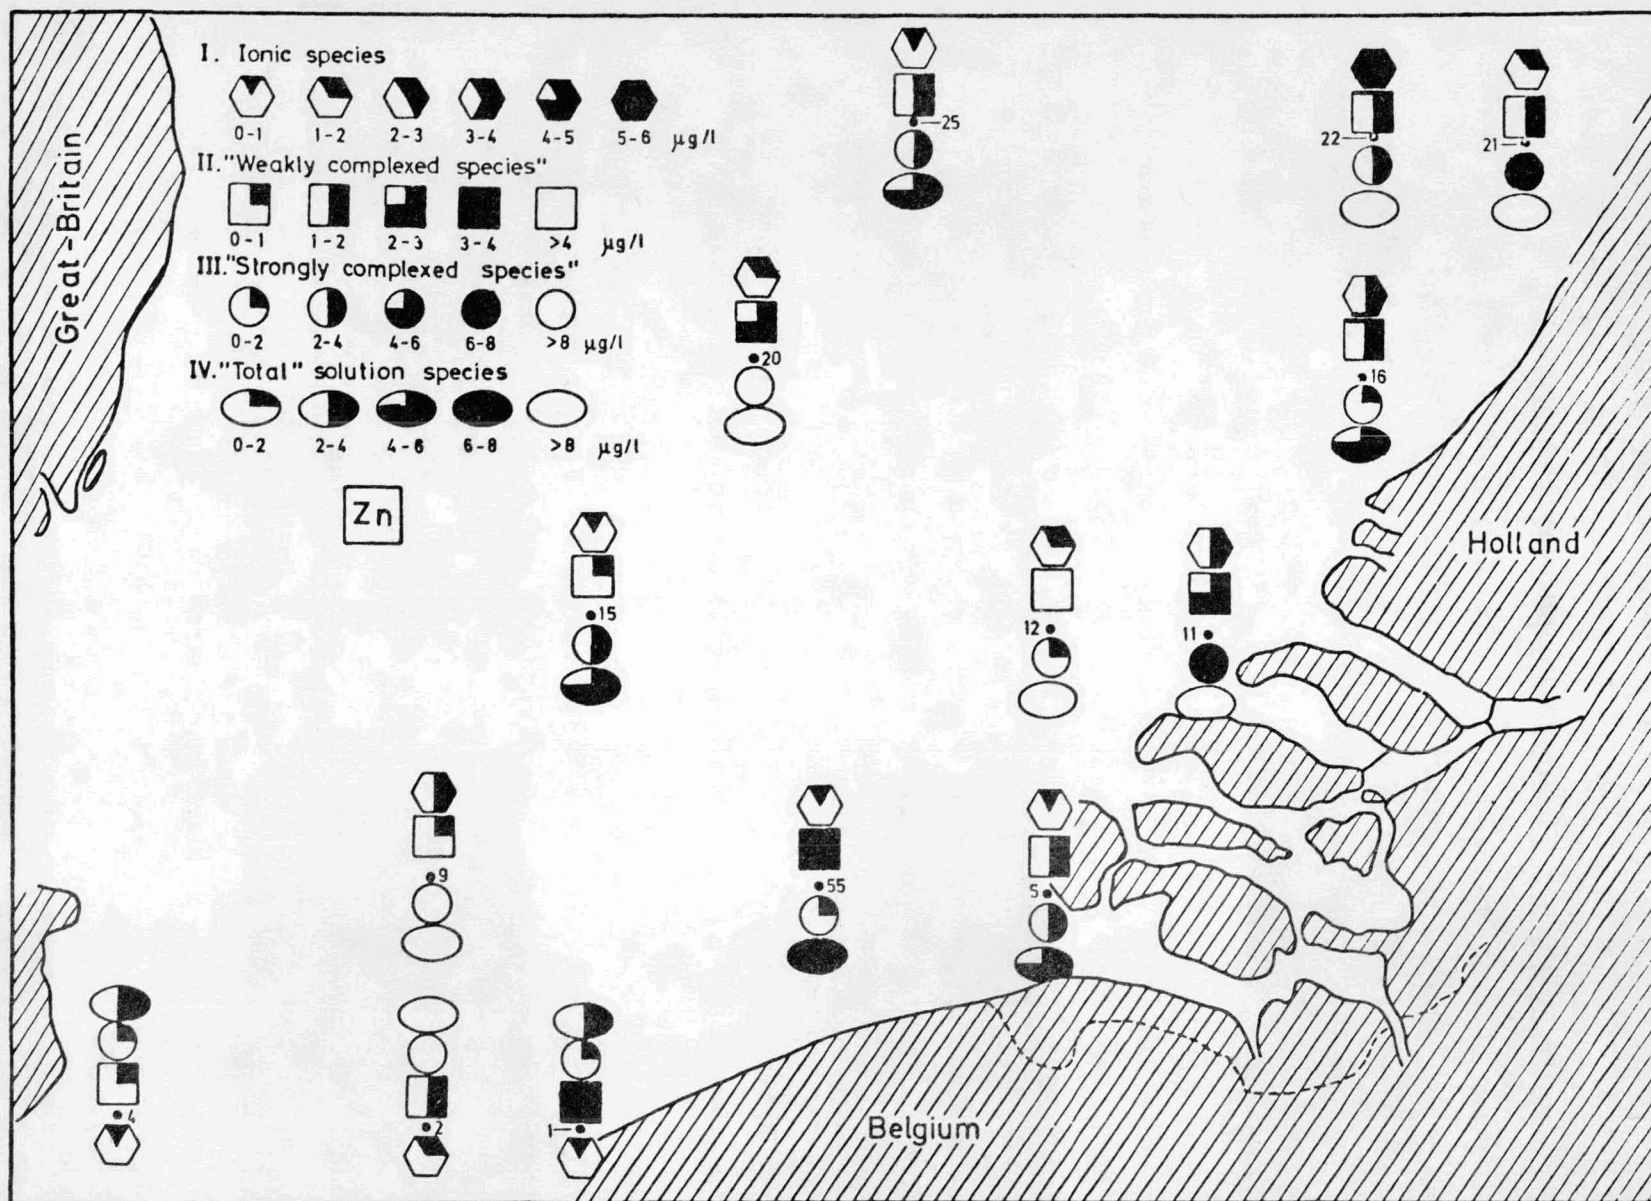 I. Ionic species
0-1 1-2 2-3 3-4 4-5 5-6 µg/l
II. "Weakly complexed species"
0-1 1-2 2-3 3-4 >4 µg/l
III. "Strongly complexed species"
0-2 2-4 4-6 6-8 >8 µg/l
IV. "Total" solution species
0-2 2-4 4-6 6-8 >8 µg/l
Great-Britain
Zn
25
22
21
20
16
Holland
15
12
11
9
55
5
4
2
1
Belgium